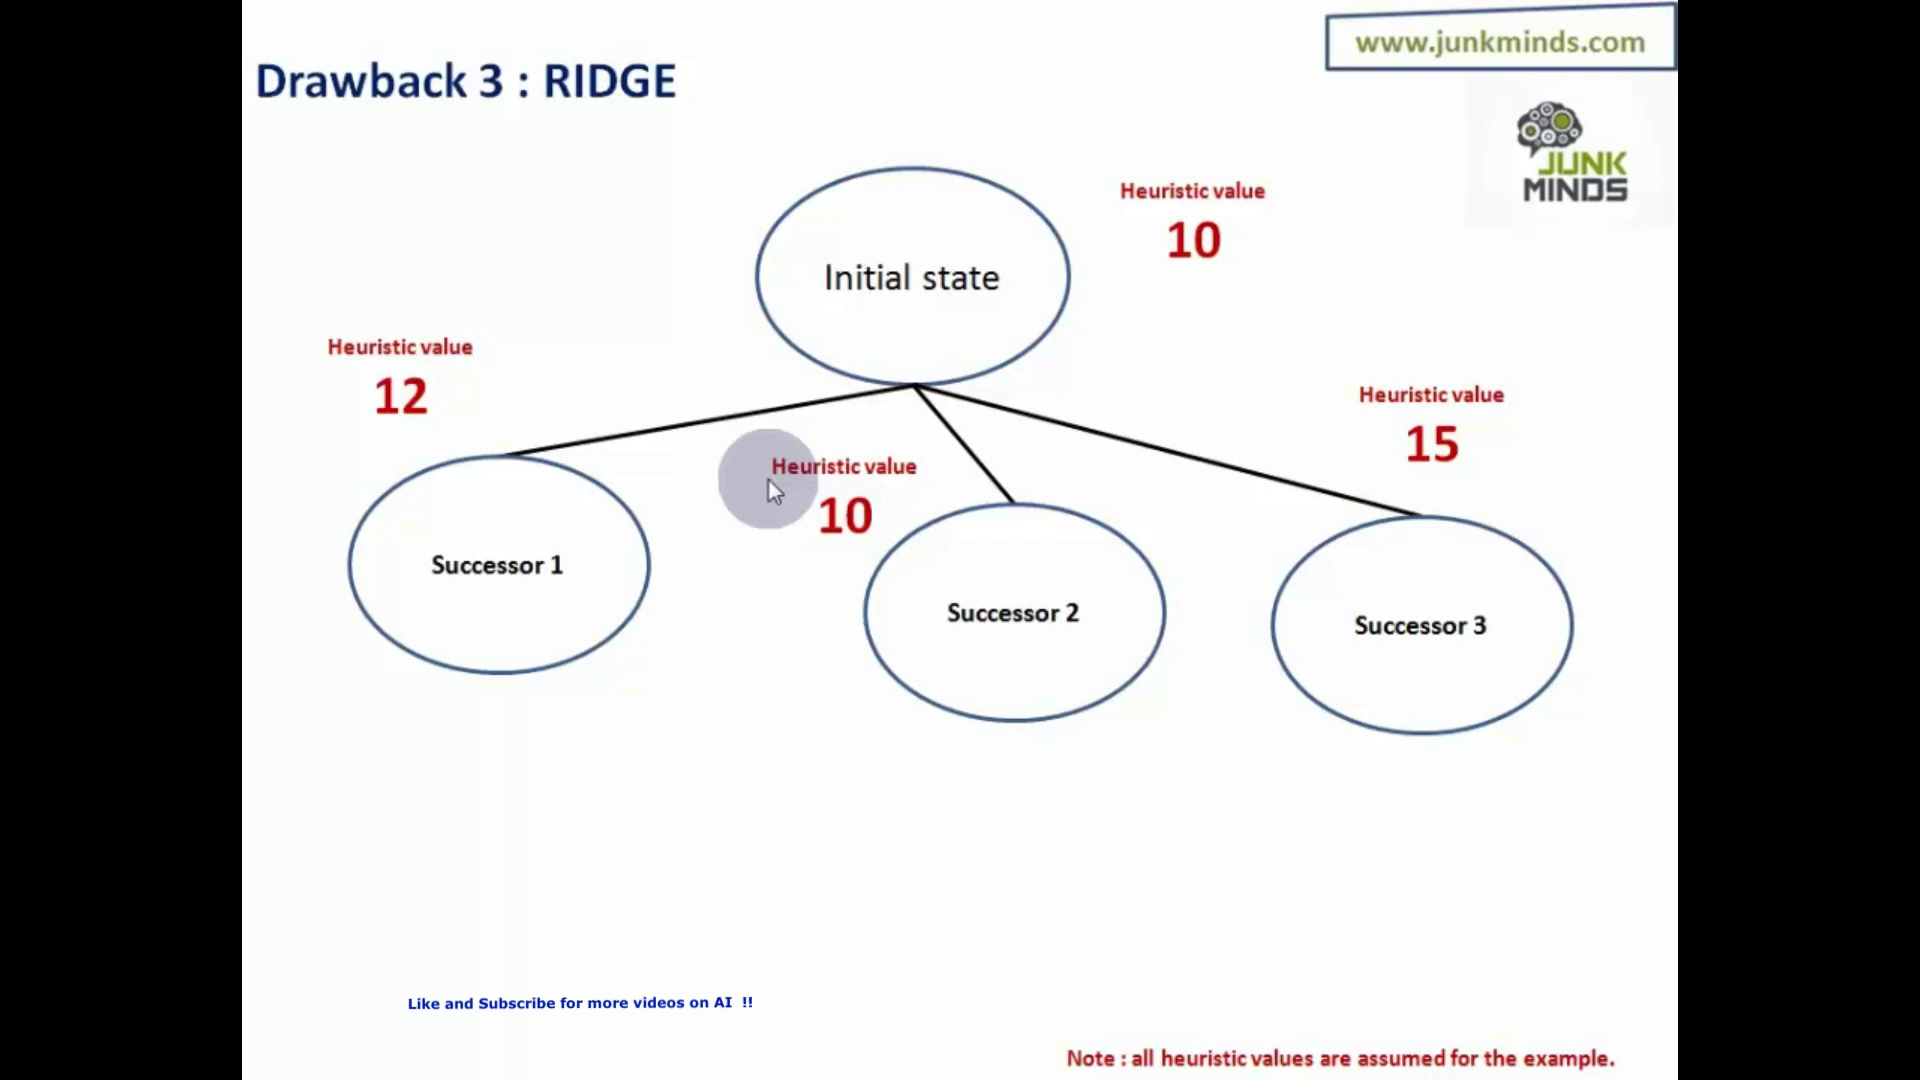 www.junkminds.com
Drawback 3 : RIDGE
JUNK
MINDS
Heuristic value
10
Initial state
Heuristic value
12
Heuristic value
15
Heuristic value
10
Successor 1
Successor 2
Successor 3
Like and Subscribe for more videos on AI !!
Note : all heuristic values are assumed for the example.